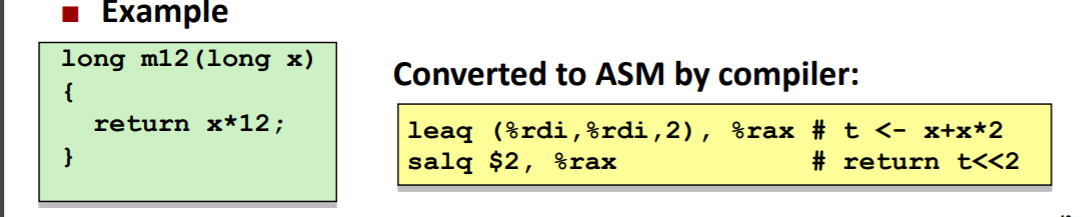 ■ Example
long m12(long x)
{
  return x*12;
}
Converted to ASM by compiler:
leaq (%rdi,%rdi,2), %rax # t <- x+x*2
salq $2, %rax # return t<<2